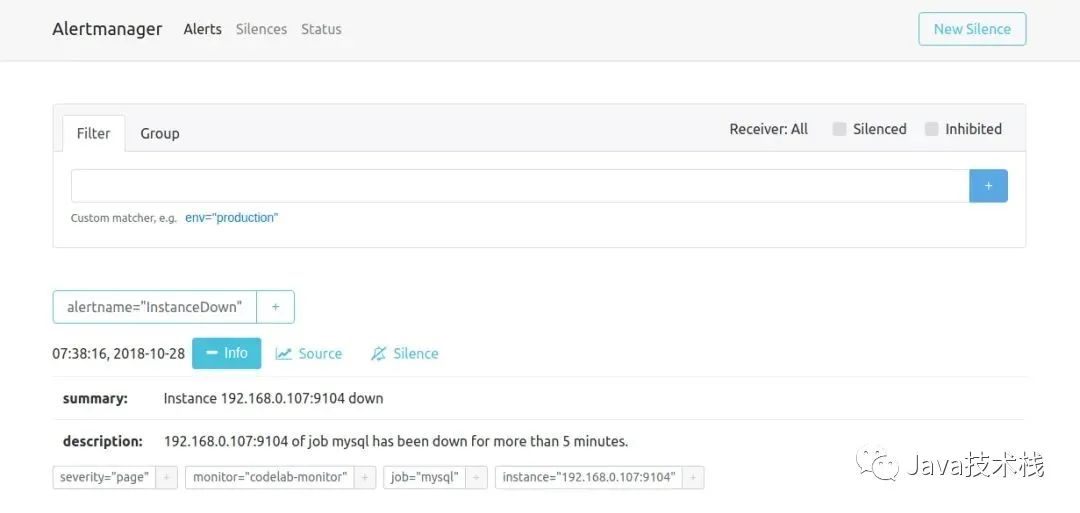 Alertmanager Alerts Silences Status New Silence
Filter Group Receiver: All Silenced Inhibited
+
Custom matcher, e.g. env="production"
alertname="InstanceDown" +
07:38:16, 2018-10-28 Info Source Silence
summary: Instance 192.168.0.107:9104 down
description: 192.168.0.107:9104 of job mysql has been down for more than 5 minutes.
severity="page" + monitor="codelab-monitor" + job="mysql" + instance="192.168.0.107:9104" +
Java技术栈